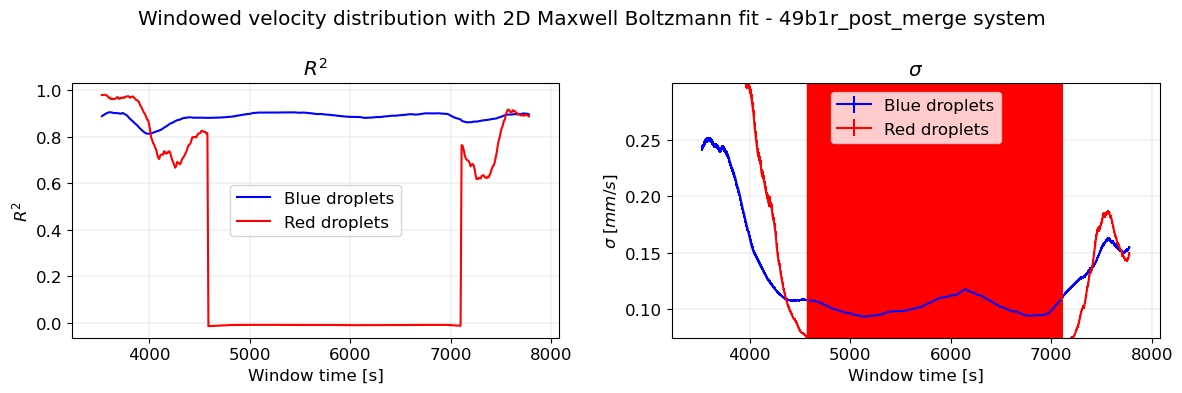 Windowed velocity distribution with 2D Maxwell Boltzmann fit - 49b1r_post_merge system
R²
1.0
0.8
0.6
0.4
0.2
0.0
R²
Blue droplets
Red droplets
4000 5000 6000 7000 8000
Window time [s]
σ
0.25
0.20
0.15
0.10
σ [mm/s]
Blue droplets
Red droplets
4000 5000 6000 7000 8000
Window time [s]